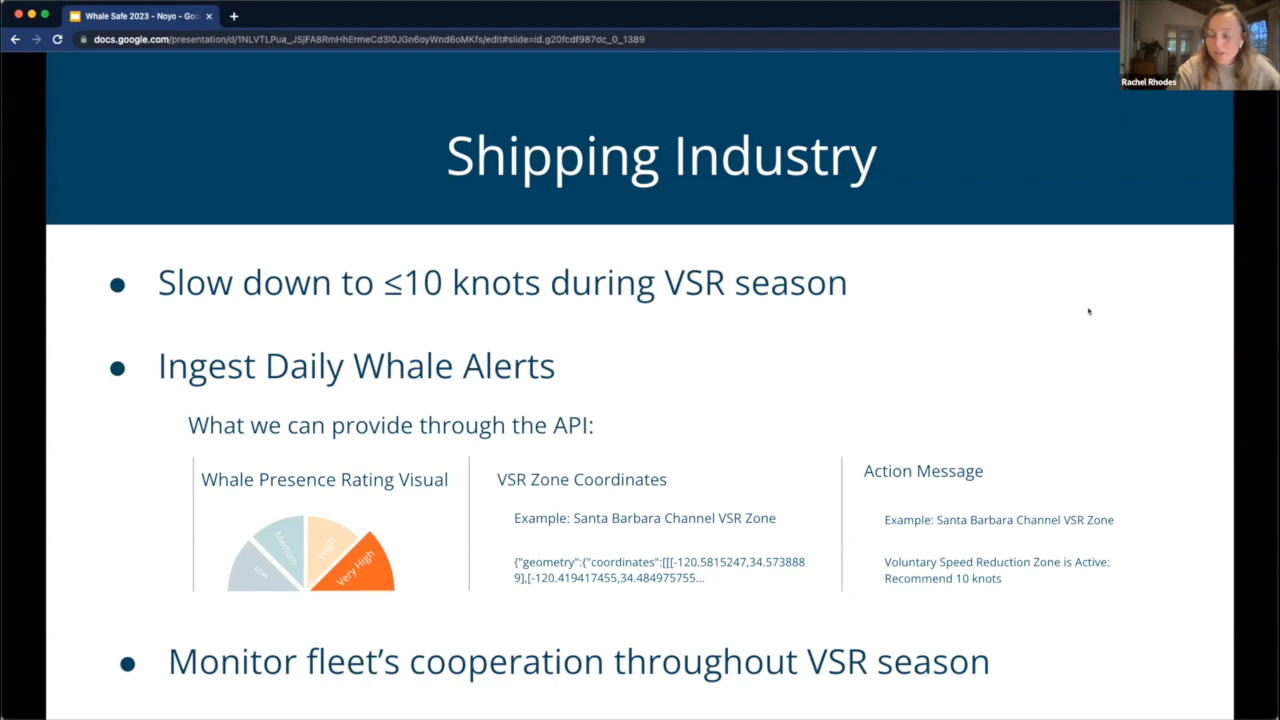 Whale Safe 2023 - Noyo - Goo
docs.google.com/presentation/d/1NLVTLPua_JSjFA8RmHhErmeCd3l0JGn6oyWnd6oMKfs/edit#slide=id.g20fcdf987dc_0_1389
Rachel Rhodes
Shipping Industry
● Slow down to ≤10 knots during VSR season
● Ingest Daily Whale Alerts
What we can provide through the API:
Whale Presence Rating Visual
Low
Medium
High
Very High
VSR Zone Coordinates
Example: Santa Barbara Channel VSR Zone
{"geometry":{"coordinates":[[[-120.5815247,34.573888
9],[-120.419417455,34.484975755...
Action Message
Example: Santa Barbara Channel VSR Zone
Voluntary Speed Reduction Zone is Active:
Recommend 10 knots
● Monitor fleet's cooperation throughout VSR season